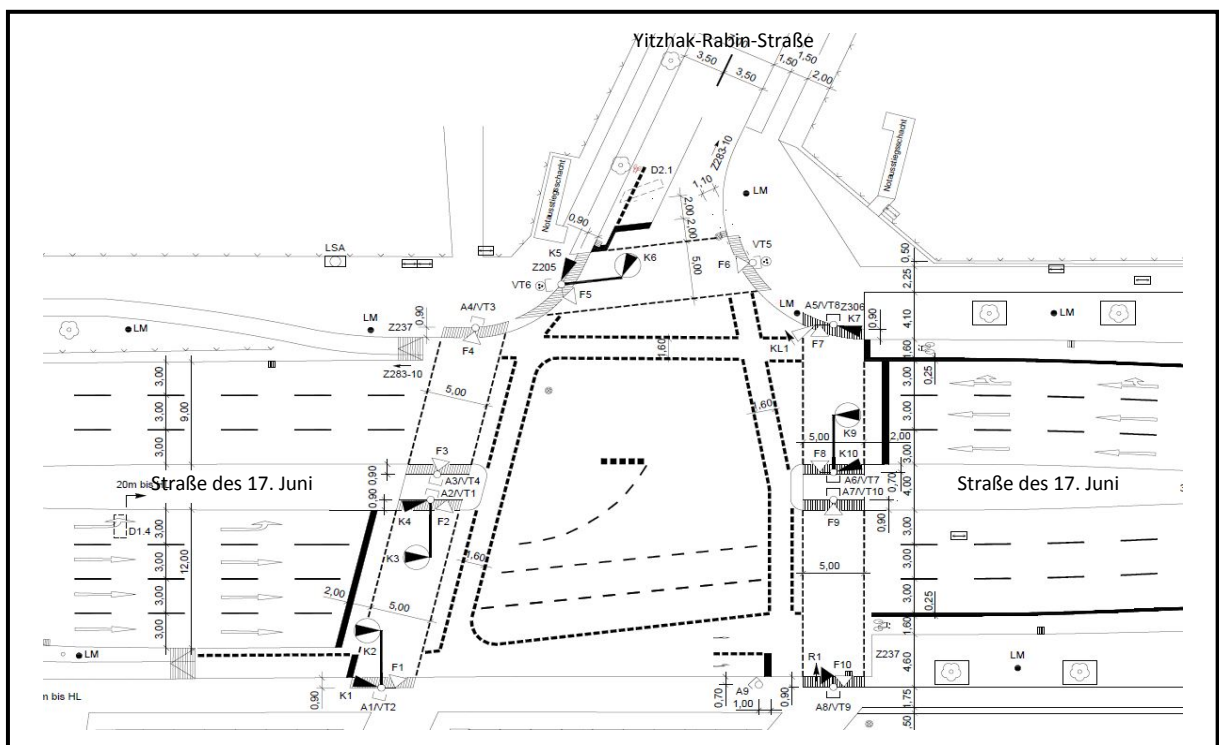 Yitzhak-Rabin-Straße
3,50
3,50
1,50
1,50
2,00
Notausstiegsschacht
Notausstiegsschacht
D2.1
Z283-10
1,10
LM
2,00
2,00
0,90
5,00
LSA
K5
Z205
K6
VT6
F5
F6
VT5
0,50
2,25
LM
LM
A4/VT3
0,90
Z237
F4
LM
A5/VT8
Z306
K7
0,90
LM
4,10
KL1
F7
1,60
1,60
0,25
Z283-10
3,00
3,00
3,00
9,00
5,00
1,60
3,00
3,00
3,00
K9
5,00
2,00
F3
F8
K10
0,90
A3/VT4
A6/VT7
0,70
4,00
Straße des 17. Juni
Straße des 17. Juni
20m bis HL
0,90
A2/VT1
A7/VT10
K4
F2
F9
0,90
D1.4
3,00
3,00
3,00
3,00
12,00
K3
1,60
5,00
3,00
3,00
3,00
3,00
0,25
2,00
5,00
1,60
Z237
4,60
LM
LM
K2
F1
R1
F10
m bis HL
K1
0,90
A1/VT2
0,70
A9
1,00
0,90
A8/VT9
1,75
,50